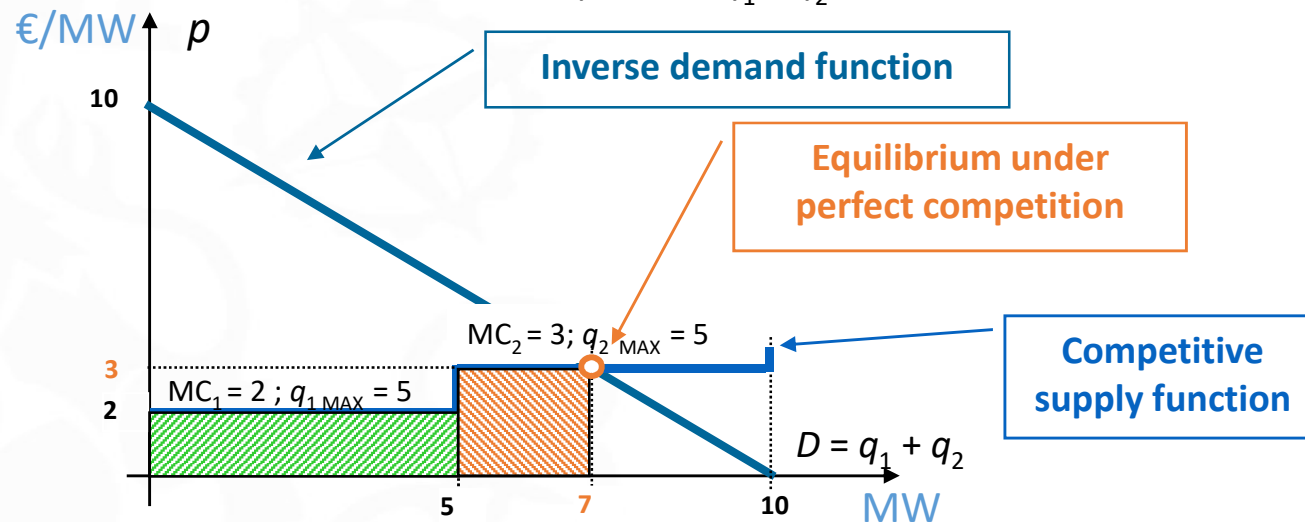 €/MW
p
10
Inverse demand function
Equilibrium under
perfect competition
MC₂ = 3; q₂ MAX = 5
3
MC₁ = 2 ; q₁ MAX = 5
2
Competitive
supply function
D = q₁ + q₂
5
7
10
MW